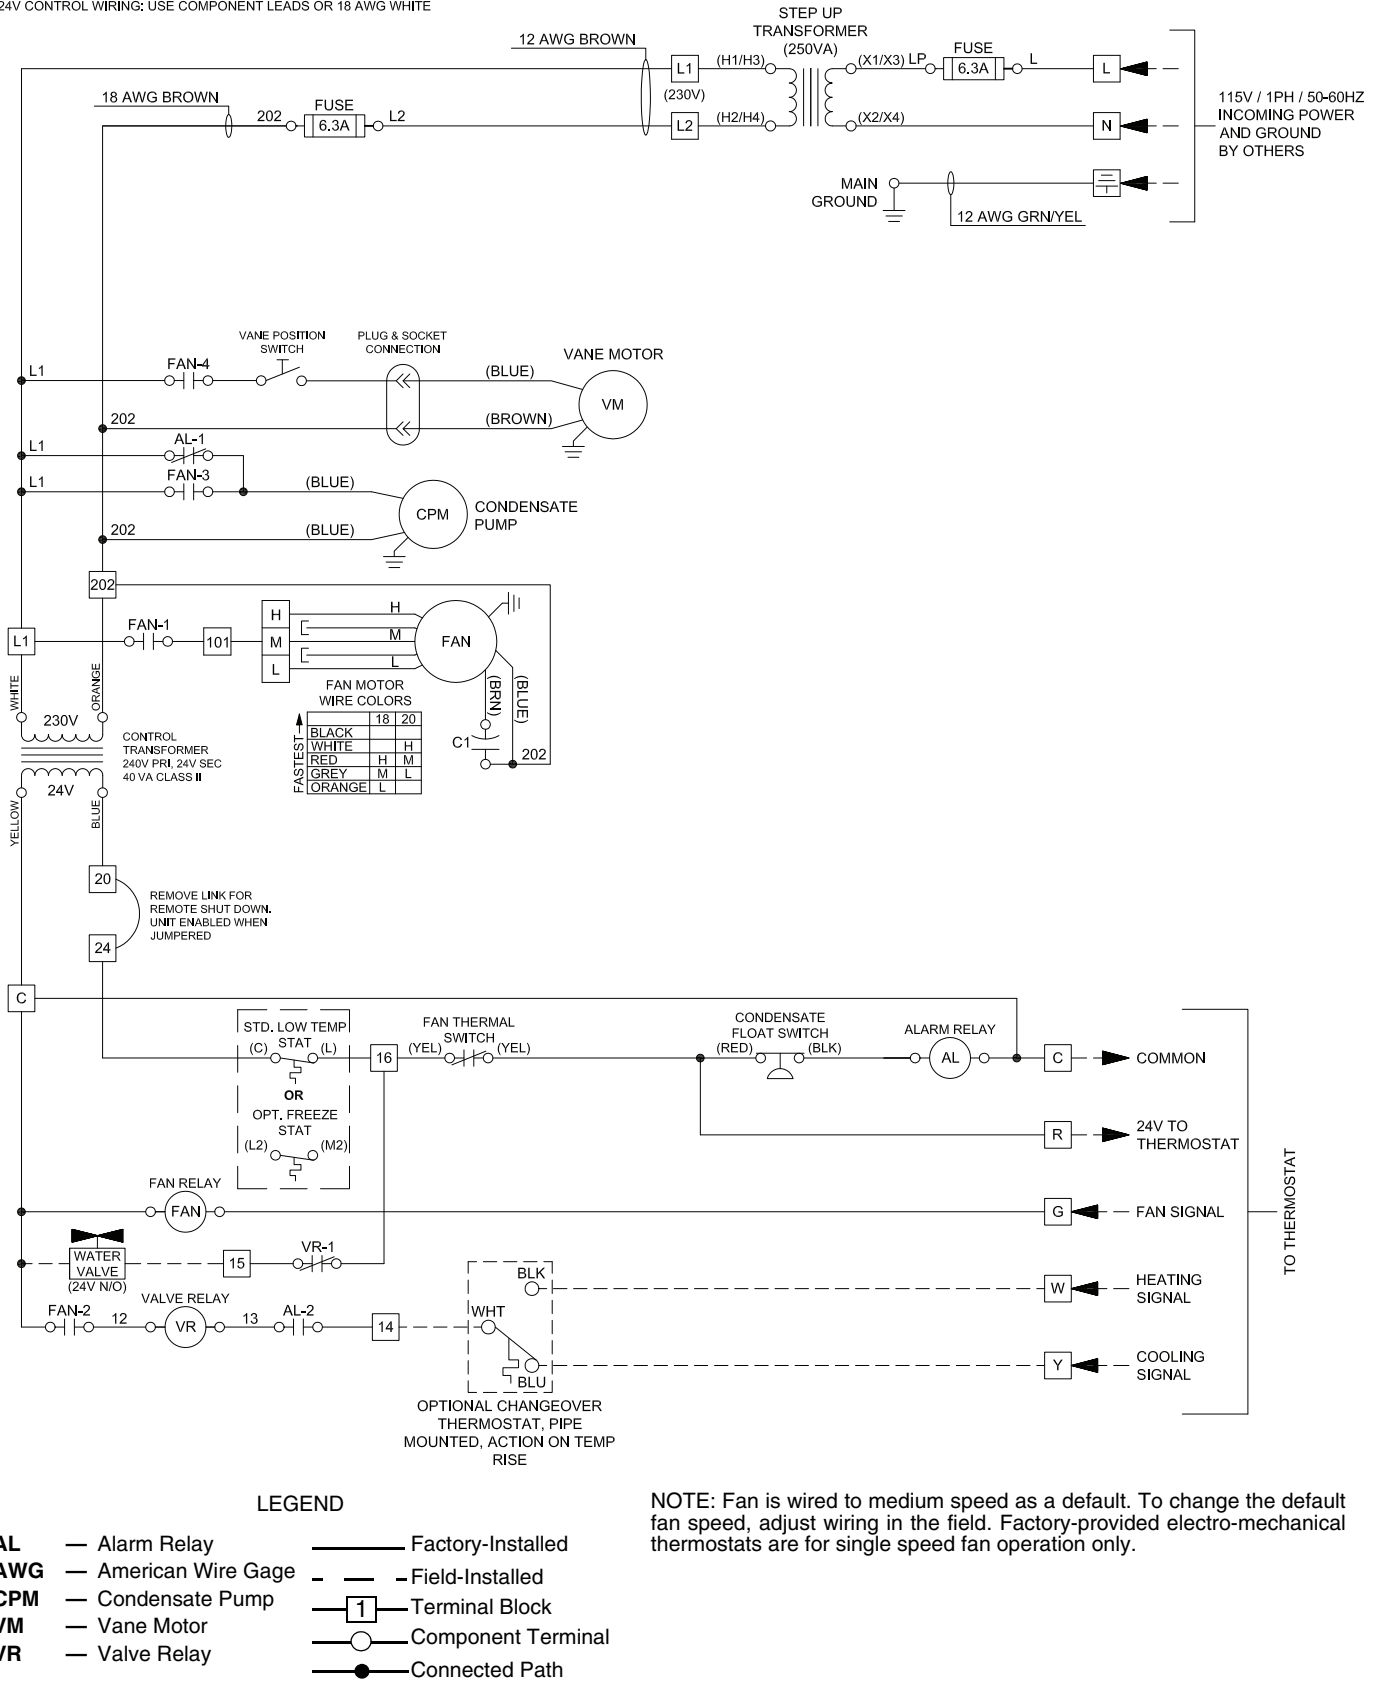 24V CONTROL WIRING: USE COMPONENT LEADS OR 18 AWG WHITE
STEP UP
TRANSFORMER
(250VA)
12 AWG BROWN
L1
(H1/H3)
(X1/X3) LP
FUSE
6.3A
L
L
(230V)
18 AWG BROWN
202
FUSE
6.3A
L2
L2
(H2/H4)
(X2/X4)
N
115V / 1PH / 50-60HZ
INCOMING POWER
AND GROUND
BY OTHERS
MAIN
GROUND
12 AWG GRN/YEL
VANE POSITION
SWITCH
PLUG & SOCKET
CONNECTION
VANE MOTOR
L1
FAN-4
(BLUE)
VM
202
(BROWN)
L1
AL-1
L1
FAN-3
(BLUE)
CPM
CONDENSATE
PUMP
202
(BLUE)
202
L1
FAN-1
101
H
M
L
H
M
L
FAN
WHITE
ORANGE
(BRN)
(BLUE)
C1
202
FAN MOTOR
WIRE COLORS
FASTEST
18 20
BLACK
WHITE H
RED H M
GREY M L
ORANGE L
230V
CONTROL
TRANSFORMER
240V PRI, 24V SEC
40 VA CLASS II
24V
YELLOW
BLUE
20
REMOVE LINK FOR
REMOTE SHUT DOWN.
UNIT ENABLED WHEN
JUMPERED
24
C
STD. LOW TEMP
STAT
(C)
(L)
OR
OPT. FREEZE
STAT
(L2)
(M2)
16
FAN THERMAL
SWITCH
(YEL)
(YEL)
CONDENSATE
FLOAT SWITCH
(RED)
(BLK)
ALARM RELAY
AL
C
COMMON
R
24V TO
THERMOSTAT
FAN RELAY
FAN
G
FAN SIGNAL
WATER
VALVE
(24V N/O)
15
VR-1
BLK
W
HEATING
SIGNAL
FAN-2
12
VALVE RELAY
VR
13
AL-2
14
WHT
BLU
Y
COOLING
SIGNAL
TO THERMOSTAT
OPTIONAL CHANGEOVER
THERMOSTAT, PIPE
MOUNTED, ACTION ON TEMP
RISE
LEGEND
AL — Alarm Relay
AWG — American Wire Gage
CPM — Condensate Pump
VM — Vane Motor
VR — Valve Relay
Factory-Installed
Field-Installed
1 Terminal Block
Component Terminal
Connected Path
NOTE: Fan is wired to medium speed as a default. To change the default
fan speed, adjust wiring in the field. Factory-provided electro-mechanical
thermostats are for single speed fan operation only.